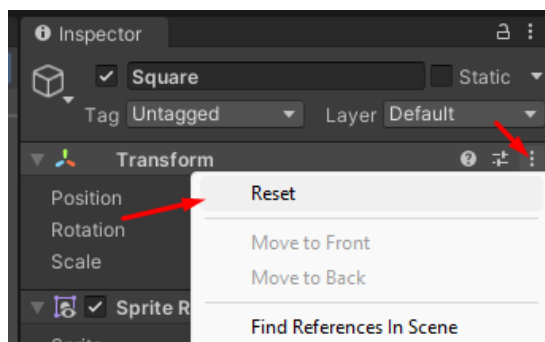 Inspector
Square
Static
Tag Untagged Layer Default
Transform
Position
Rotation
Scale
Sprite R
Reset
Move to Front
Move to Back
Find References In Scene